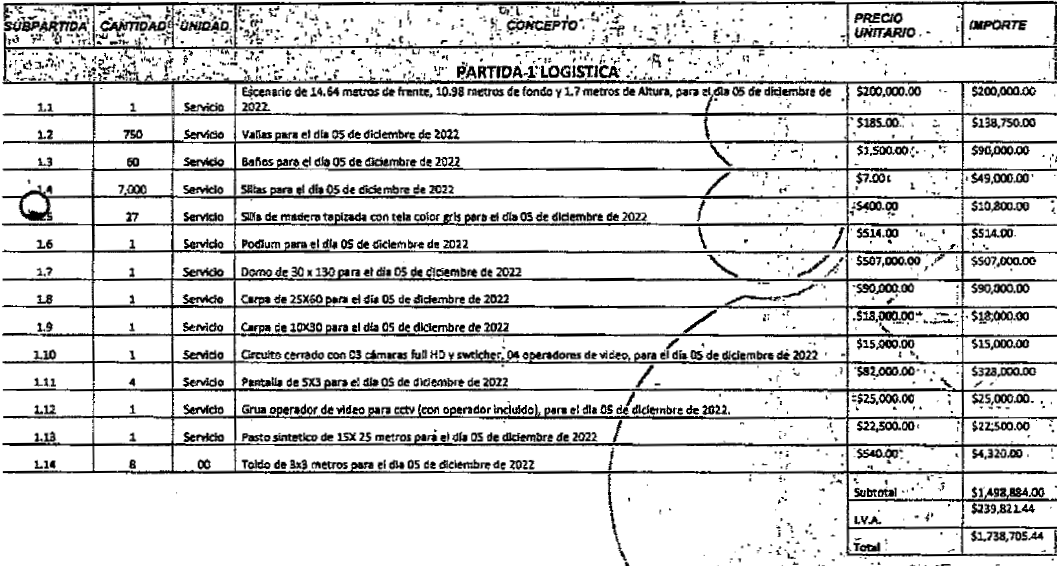 SUBPARTIDA CANTIDAD UNIDAD CONCEPTO PRECIO UNITARIO IMPORTE
PARTIDA 1 LOGISTICA
1.1 1 Servicio Escenario de 14.64 metros de frente, 10.98 metros de fondo y 1.7 metros de Altura, para el día 05 de diciembre de 2022. $200,000.00 $200,000.00
1.2 750 Servicio Vallas para el día 05 de diciembre de 2022 $185.00 $138,750.00
1.3 60 Servicio Baños para el día 05 de diciembre de 2022 $1,500.00 $90,000.00
1.4 7,000 Servicio Sillas para el día 05 de diciembre de 2022 $7.00 $49,000.00
27 Servicio Silla de madera tapizada con tela color gris para el día 05 de diciembre de 2022 $400.00 $10,800.00
1.6 1 Servicio Podium para el día 05 de diciembre de 2022 $514.00 $514.00
1.7 1 Servicio Domo de 30 x 130 para el día 05 de diciembre de 2022 $507,000.00 $507,000.00
1.8 1 Servicio Carpa de 25X60 para el día 05 de diciembre de 2022 $90,000.00 $90,000.00
1.9 1 Servicio Carpa de 10X30 para el día 05 de diciembre de 2022 $18,000.00 $18,000.00
1.10 1 Servicio Circuito cerrado con 03 cámaras full HD y swtcher, 04 operadores de video, para el día 05 de diciembre de 2022 $15,000.00 $15,000.00
1.11 4 Servicio Pantalla de 5X3 para el día 05 de diciembre de 2022 $82,000.00 $328,000.00
1.12 1 Servicio Grua operador de video para cctv (con operador incluido), para el día 05 de diciembre de 2022. $25,000.00 $25,000.00
1.13 1 Servicio Pasto sintetico de 15X 25 metros para el día 05 de diciembre de 2022 $22,500.00 $22,500.00
1.14 8 00 Toldo de 3x3 metros para el día 05 de diciembre de 2022 $540.00 $4,320.00
Subtotal $1,498,884.00
I.V.A. $239,821.44
Total $1,738,705.44